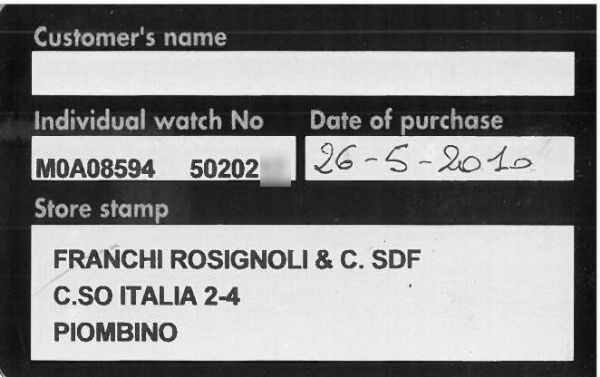 Customer's name
Individual watch No Date of purchase
M0A08594 50202 26-5-2010
Store stamp
FRANCHI ROSIGNOLI & C. SDF
C.SO ITALIA 2-4
PIOMBINO